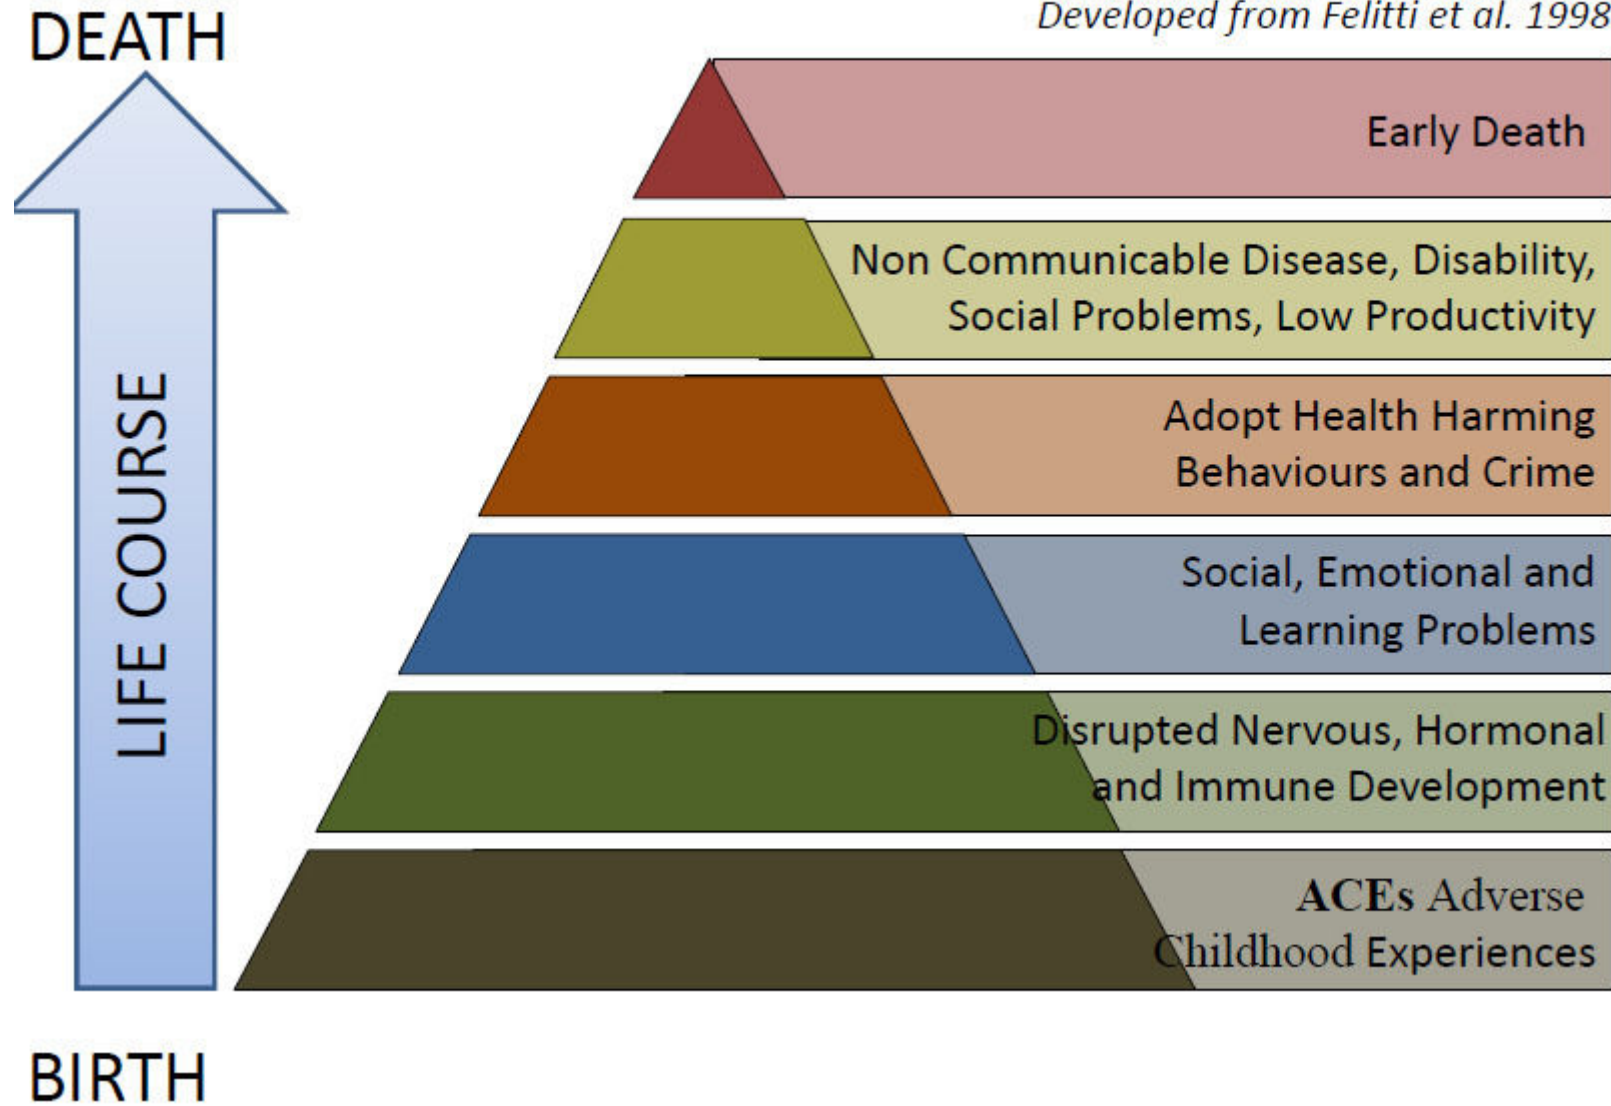 DEATH
Developed from Felitti et al. 1998
Early Death
Non Communicable Disease, Disability,
Social Problems, Low Productivity
Adopt Health Harming
Behaviours and Crime
Social, Emotional and
Learning Problems
Disrupted Nervous, Hormonal
and Immune Development
ACEs Adverse
Childhood Experiences
LIFE COURSE
BIRTH